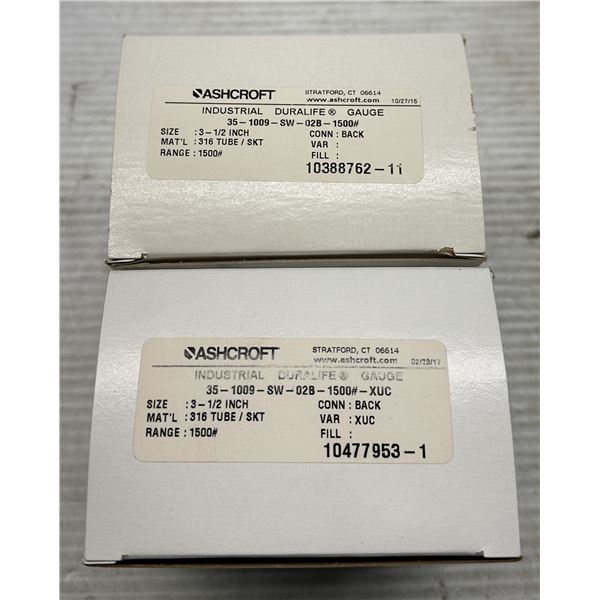 ASHCROFT STRATFORD, CT 06614
www.ashcroft.com 10/27/15
INDUSTRIAL DURALIFE® GAUGE
35-1009-SW-02B-1500#
SIZE : 3-1/2 INCH CONN : BACK
MAT'L : 316 TUBE / SKT VAR :
RANGE : 1500# FILL :
10388762-11
ASHCROFT STRATFORD, CT 06614
www.ashcroft.com 02/23/17
INDUSTRIAL DURALIFE® GAUGE
35-1009-SW-02B-1500#-XUC
SIZE : 3-1/2 INCH CONN : BACK
MAT'L : 316 TUBE / SKT VAR : XUC
RANGE : 1500# FILL :
10477953-1